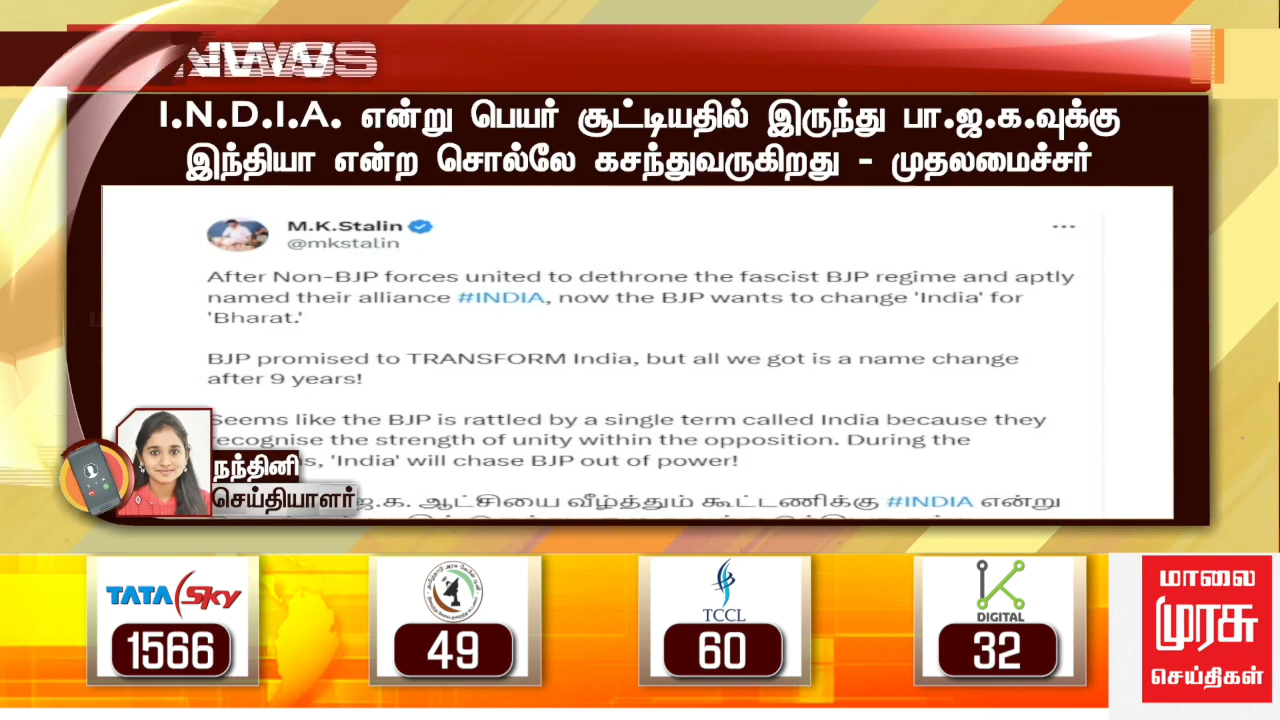 NEWS
I.N.D.I.A. என்று பெயர் சூட்டியதில் இருந்து பா.ஜ.க.வுக்கு
இந்தியா என்ற சொல்லே கசந்துவருகிறது - முதலமைச்சர்
M.K.Stalin
@mkstalin
After Non-BJP forces united to dethrone the fascist BJP regime and aptly
named their alliance #INDIA, now the BJP wants to change 'India' for
'Bharat.'
BJP promised to TRANSFORM India, but all we got is a name change
after 9 years!
Seems like the BJP is rattled by a single term called India because they
recognise the strength of unity within the opposition. During the
'India' will chase BJP out of power!
ஆட்சியை வீழ்த்தும் கூட்டணிக்கு #INDIA என்று
நந்தினி
செய்தியாளர்
TATA Sky
1566
49
TCCL
60
DIGITAL
32
மாலை
முரசு
செய்திகள்